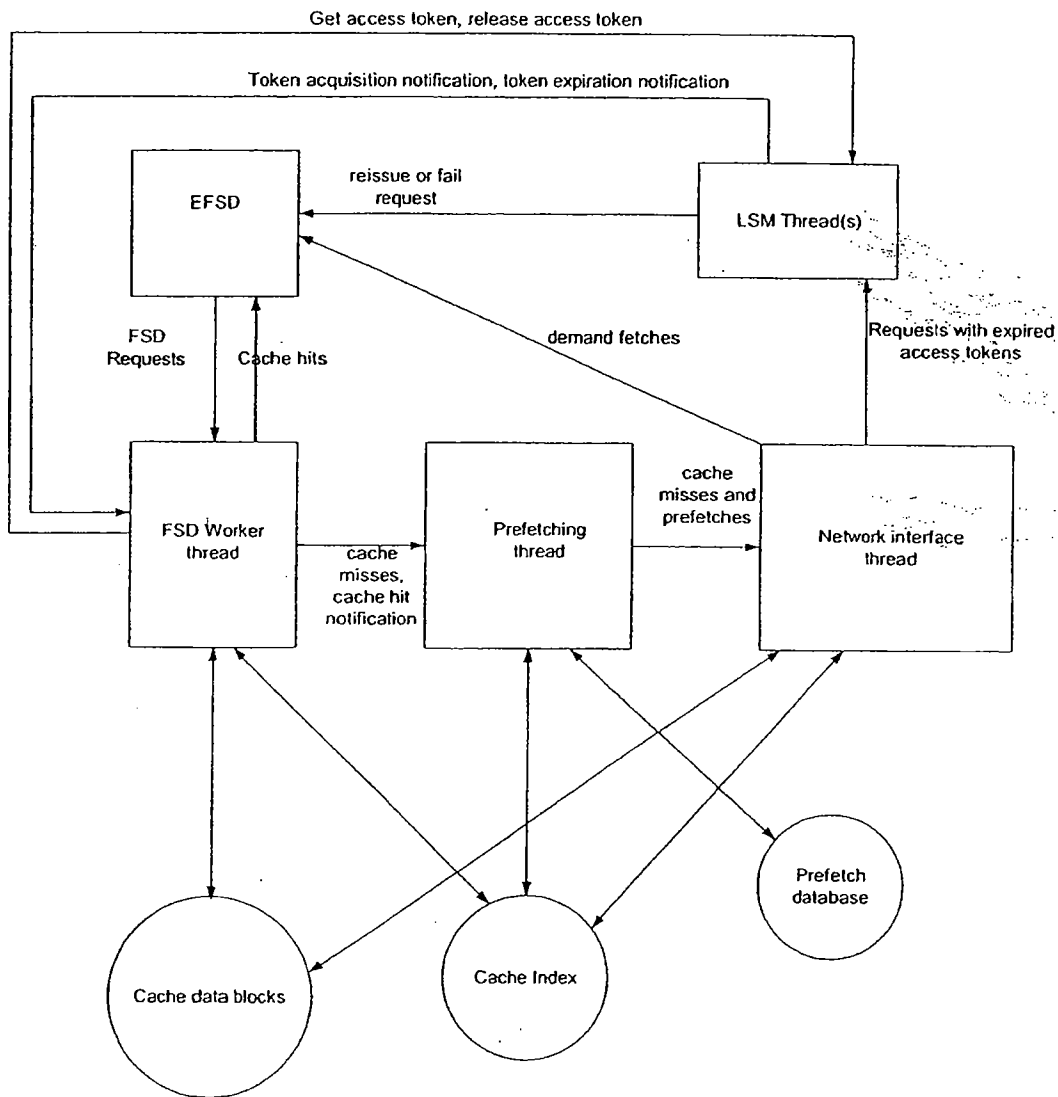 Get access token, release access token
Token acquisition notification, token expiration notification
EFSD
reissue or fail
request
LSM Thread(s)
FSD
Requests
Cache hits
demand fetches
Requests with expired
access tokens
FSD Worker
thread
cache
misses,
cache hit
notification
Prefetching
thread
cache
misses and
prefetches
Network interface
thread
Prefetch
database
Cache data blocks
Cache Index